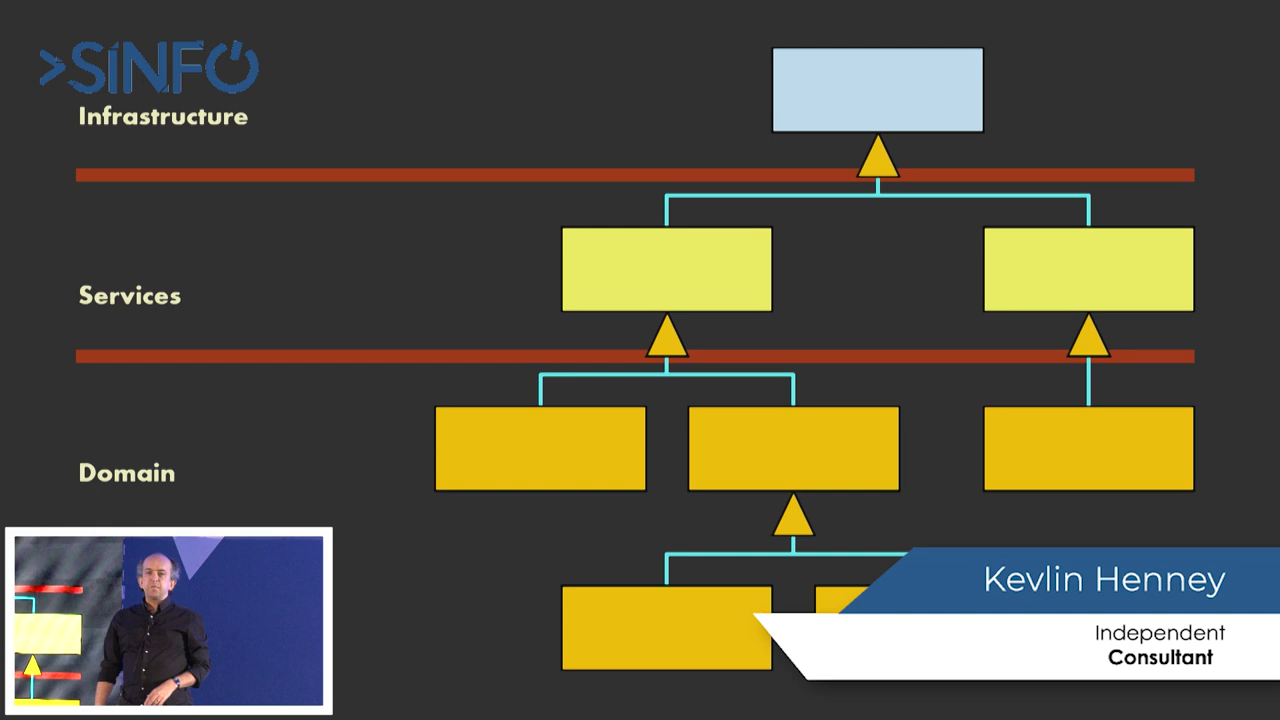 >SINFO
Infrastructure
Services
Domain
Kevlin Henney
Independent
Consultant